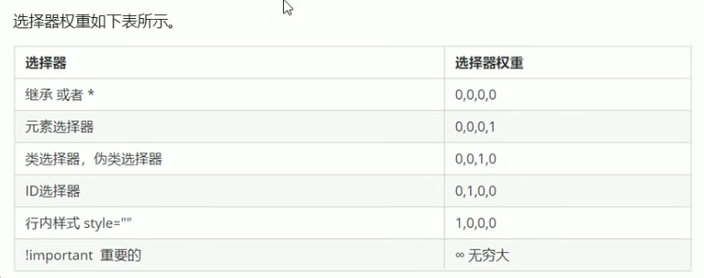 选择器权重如下表所示。
选择器 选择器权重
继承 或者 * 0,0,0,0
元素选择器 0,0,0,1
类选择器，伪类选择器 0,0,1,0
ID选择器 0,1,0,0
行内样式 style="" 1,0,0,0
!important 重要的 ∞ 无穷大